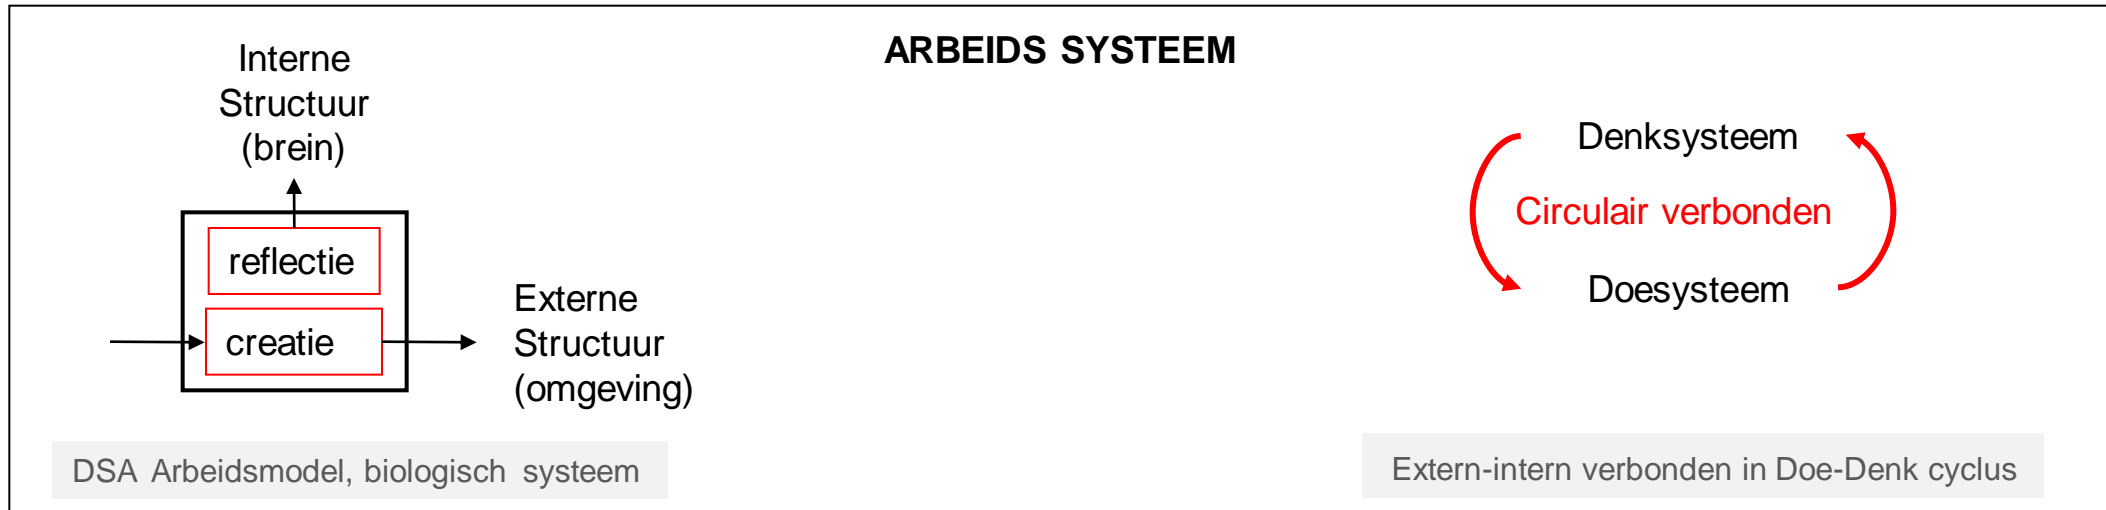 ARBEIDS SYSTEEM
Interne
Structuur
(brein)
reflectie
creatie
Externe
Structuur
(omgeving)
DSA Arbeidsmodel, biologisch systeem
Denksysteem
Circulair verbonden
Doesysteem
Extern-intern verbonden in Doe-Denk cyclus